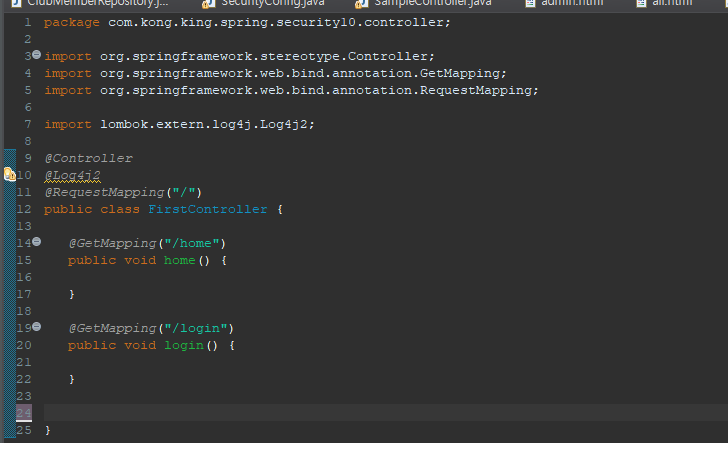 ClubMemberRepository.j... SecurityConfig.java SampleController.java admin.html all.html
1 package com.kong.king.spring.security10.controller;
2
3 import org.springframework.stereotype.Controller;
4 import org.springframework.web.bind.annotation.GetMapping;
5 import org.springframework.web.bind.annotation.RequestMapping;
6
7 import lombok.extern.log4j.Log4j2;
8
9 @Controller
10 @Log4j2
11 @RequestMapping("/")
12 public class FirstController {
13
14 @GetMapping("/home")
15 public void home() {
16
17 }
18
19 @GetMapping("/login")
20 public void login() {
21
22 }
23
24
25 }